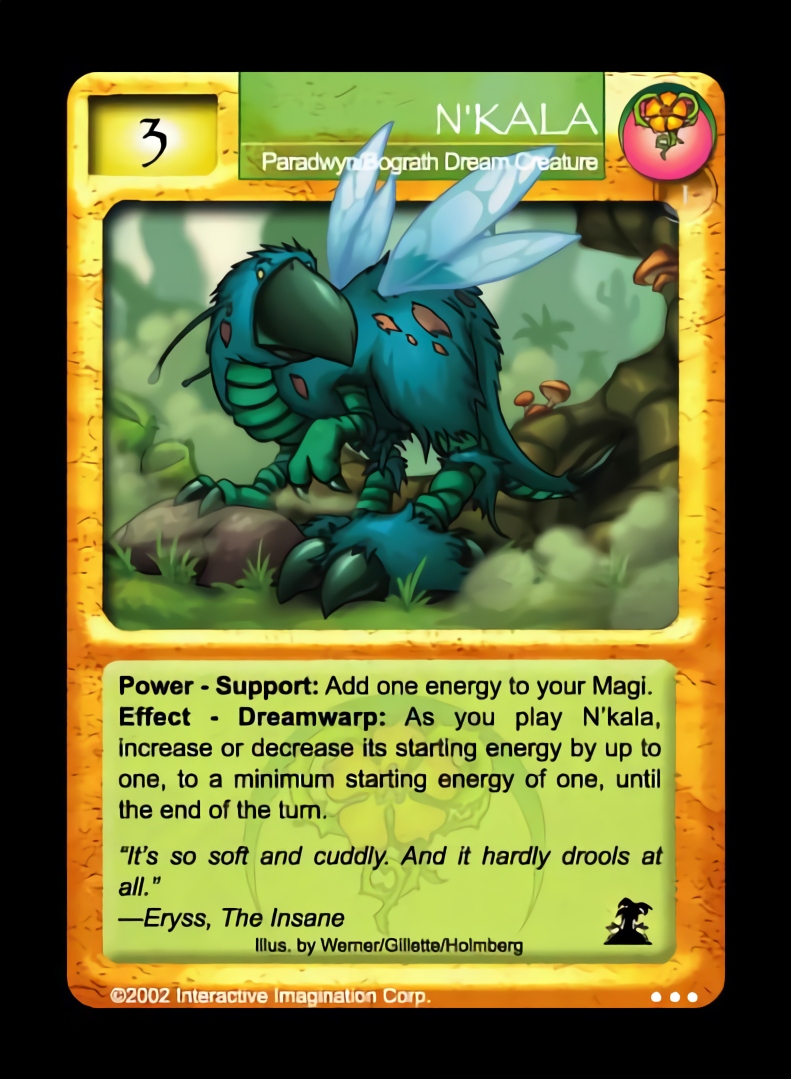 3
N'KALA
Paradwyn/Bograth Dream Creature
Power - Support: Add one energy to your Magi.
Effect - Dreamwarp: As you play N'kala,
increase or decrease its starting energy by up to
one, to a minimum starting energy of one, until
the end of the turn.
“It's so soft and cuddly. And it hardly drools at
all.”
—Eryss, The Insane
Illus. by Werner/Gillette/Holmberg
©2002 Interactive Imagination Corp.